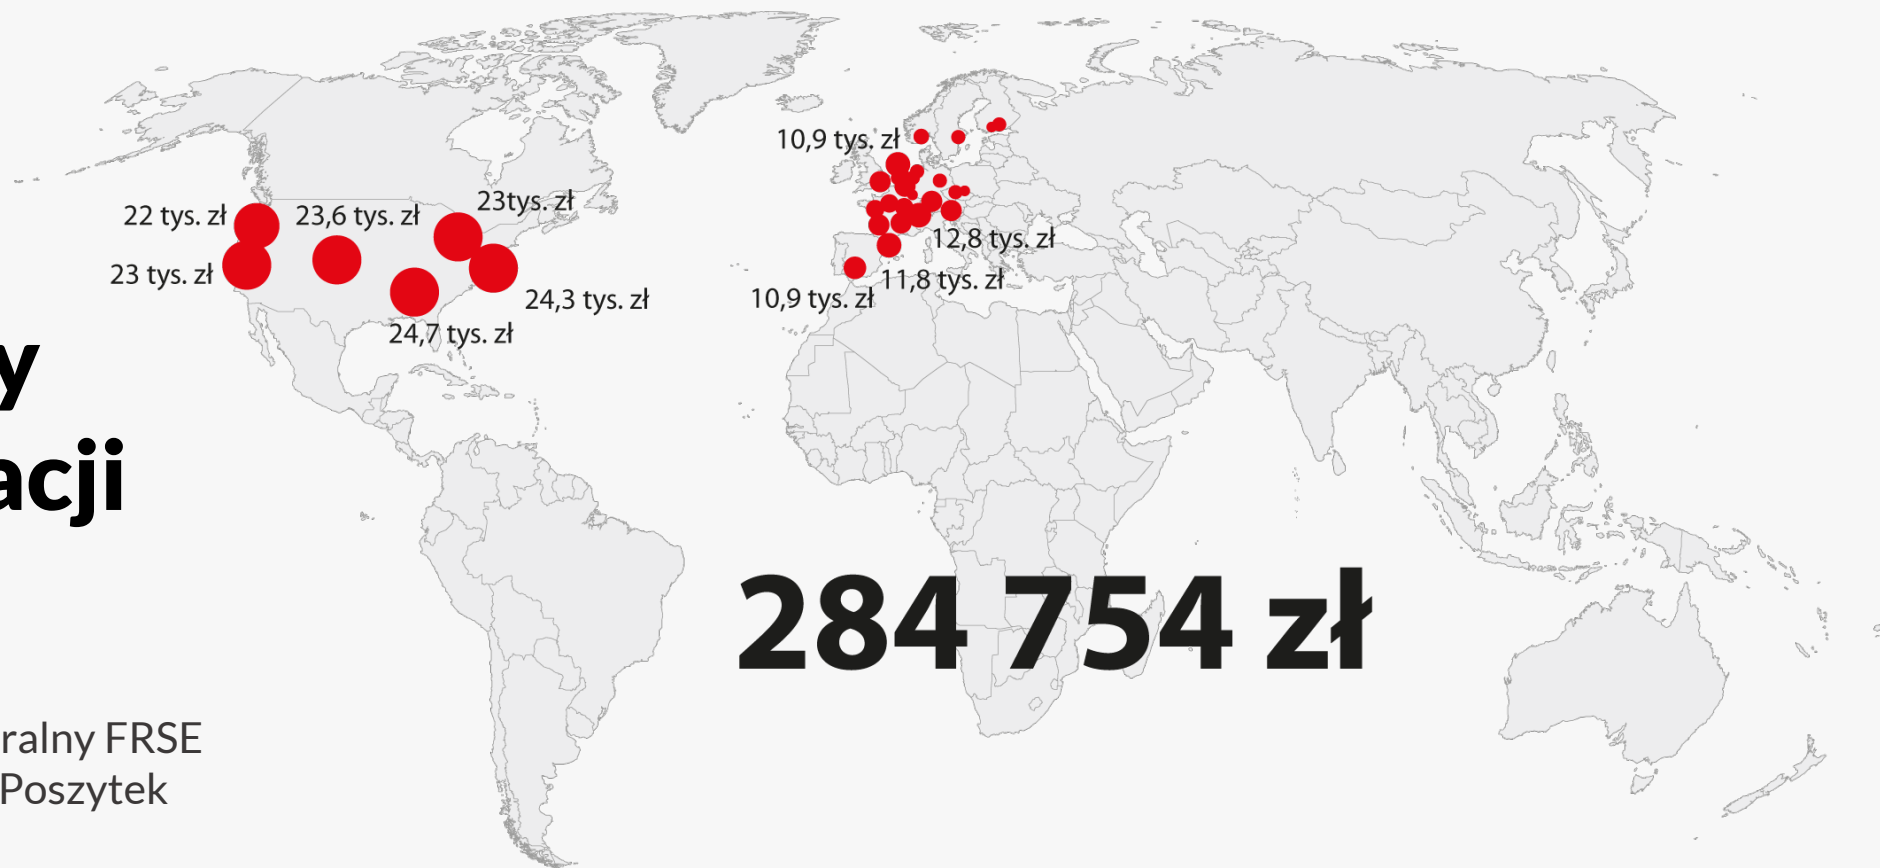 10,9 tys. zł
23tys. zł
22 tys. zł
23,6 tys. zł
12,8 tys. zł
23 tys. zł
11,8 tys. zł
24,3 tys. zł
10,9 tys. zł
24,7 tys. zł
y
acji
284 754 zł
ralny FRSE
Poszytek